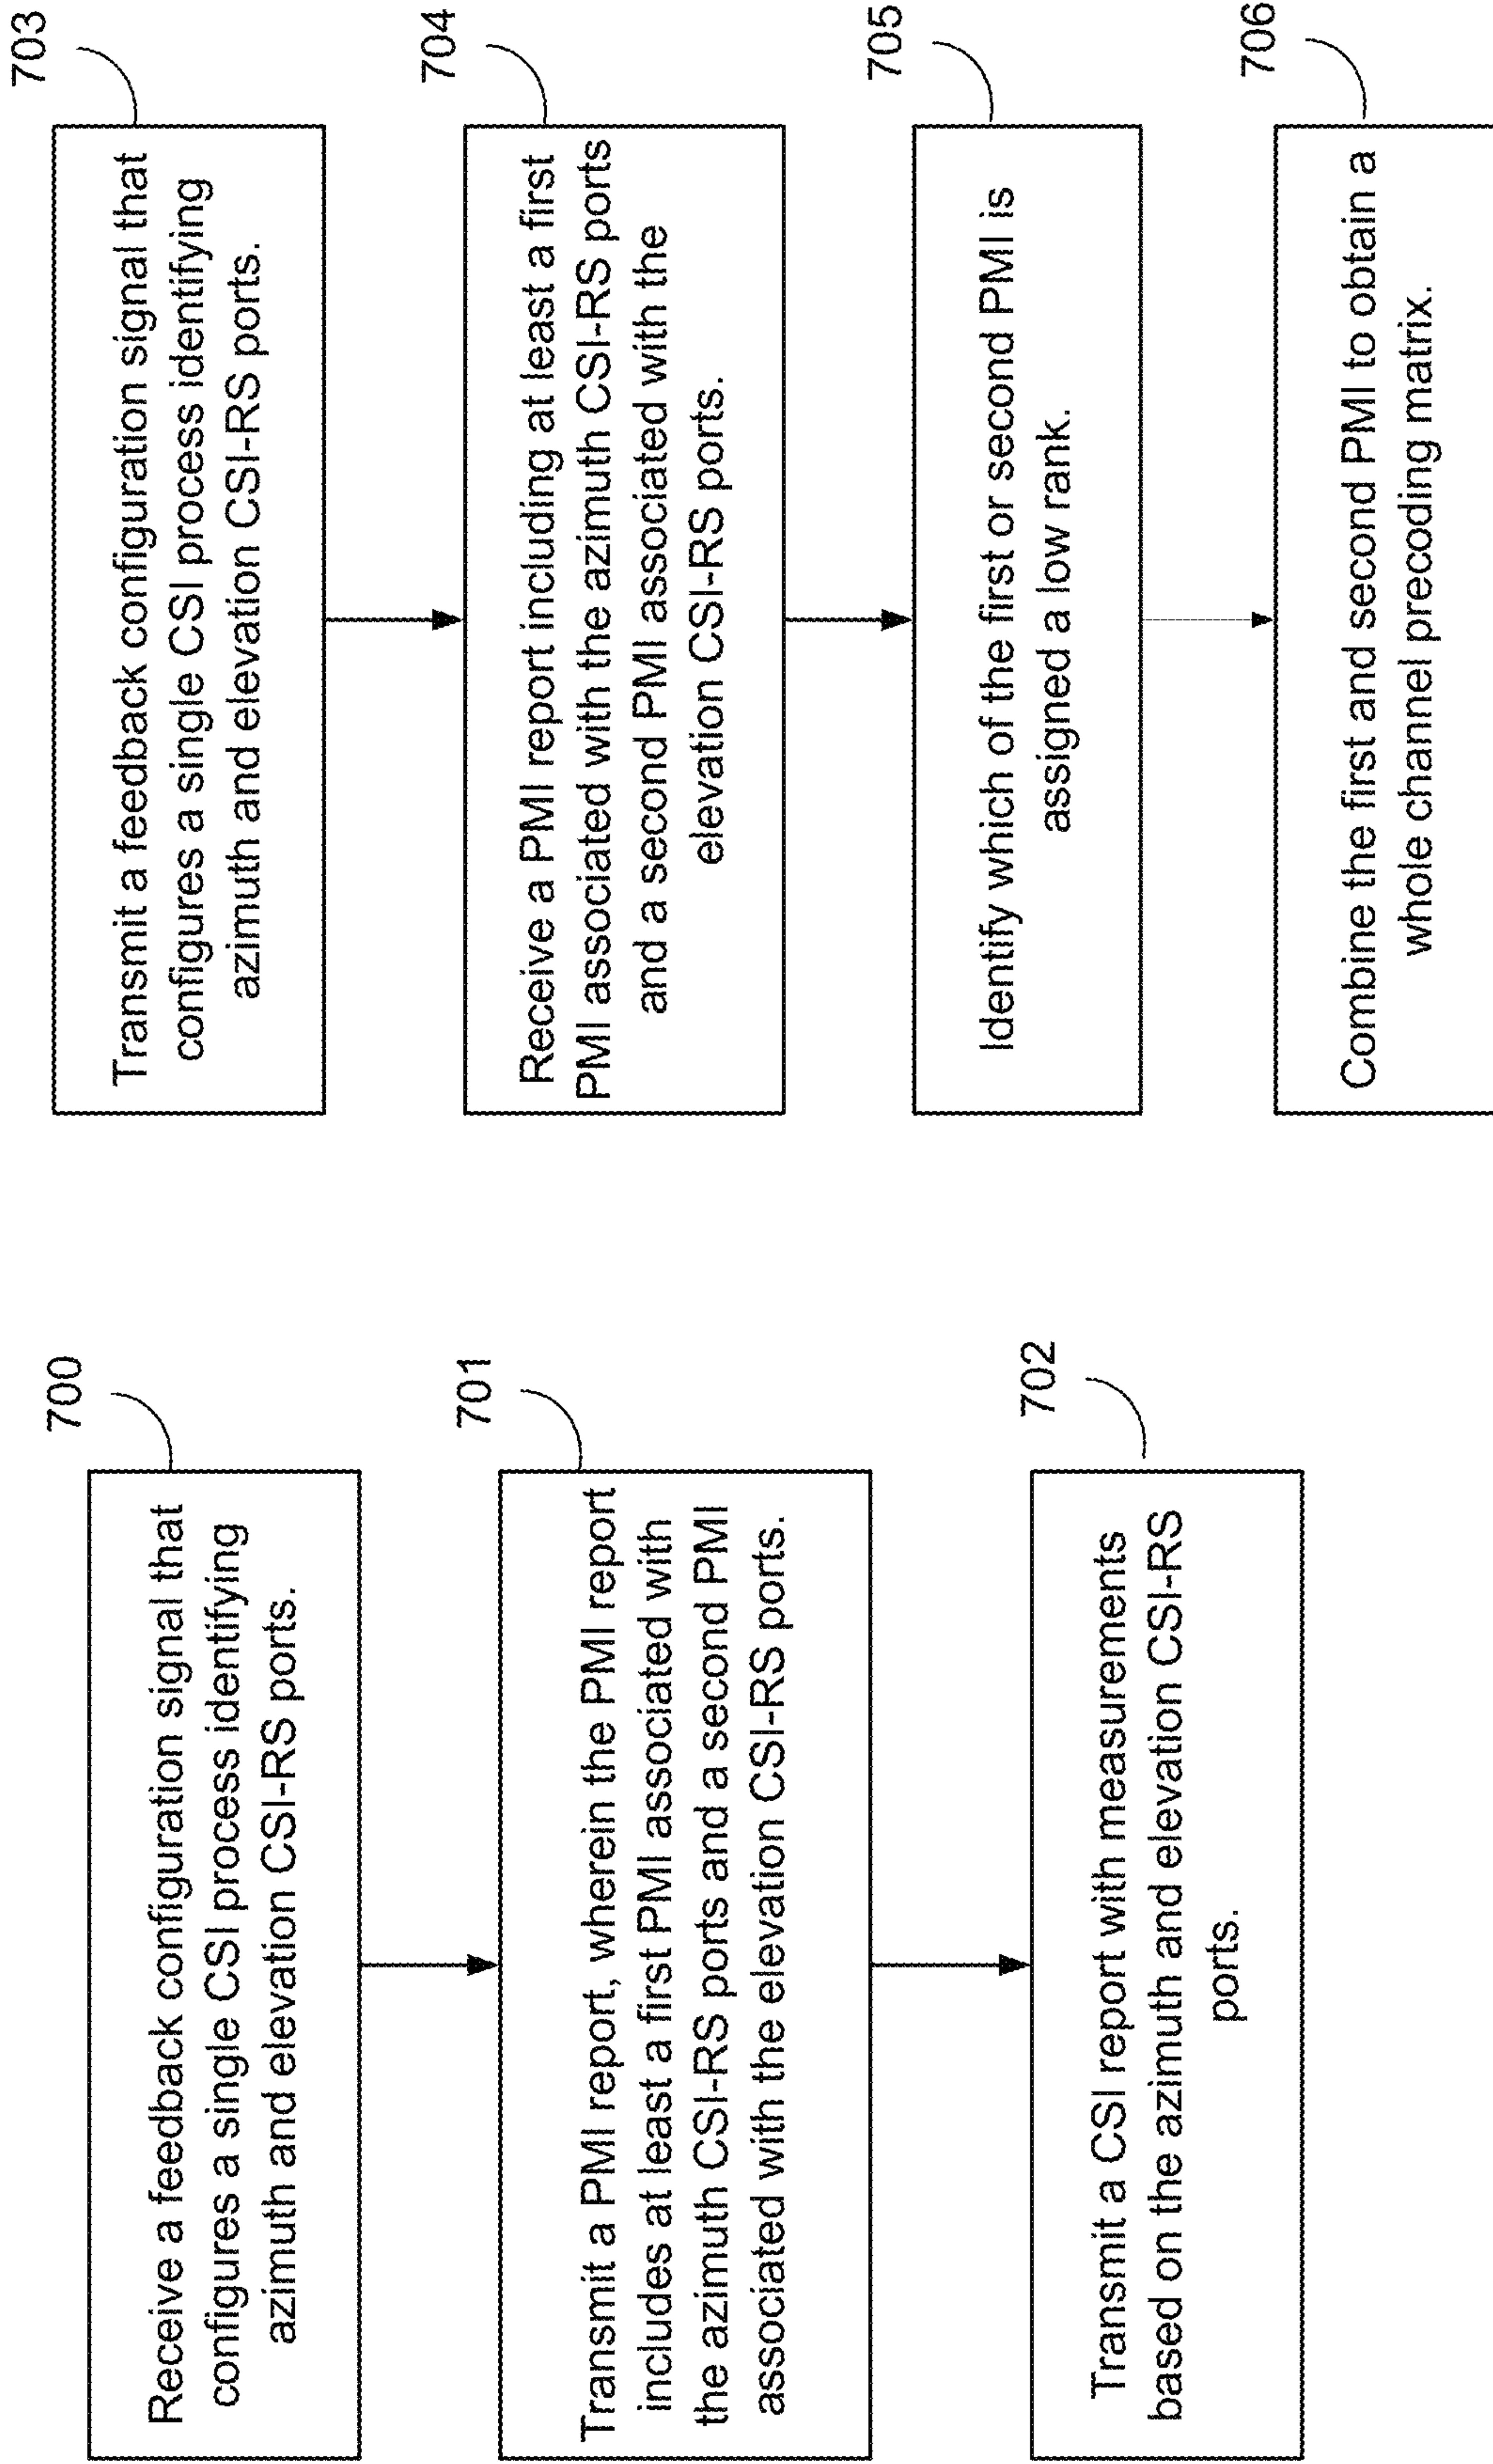 700
Receive a feedback configuration signal that
configures a single CSI process identifying
azimuth and elevation CSI-RS ports.
701
Transmit a PMI report, wherein the PMI report
includes at least a first PMI associated with
the azimuth CSI-RS ports and a second PMI
associated with the elevation CSI-RS ports.
702
Transmit a CSI report with measurements
based on the azimuth and elevation CSI-RS
ports.
703
Transmit a feedback configuration signal that
configures a single CSI process identifying
azimuth and elevation CSI-RS ports.
704
Receive a PMI report including at least a first
PMI associated with the azimuth CSI-RS ports
and a second PMI associated with the
elevation CSI-RS ports.
705
Identify which of the first or second PMI is
assigned a low rank.
706
Combine the first and second PMI to obtain a
whole channel precoding matrix.